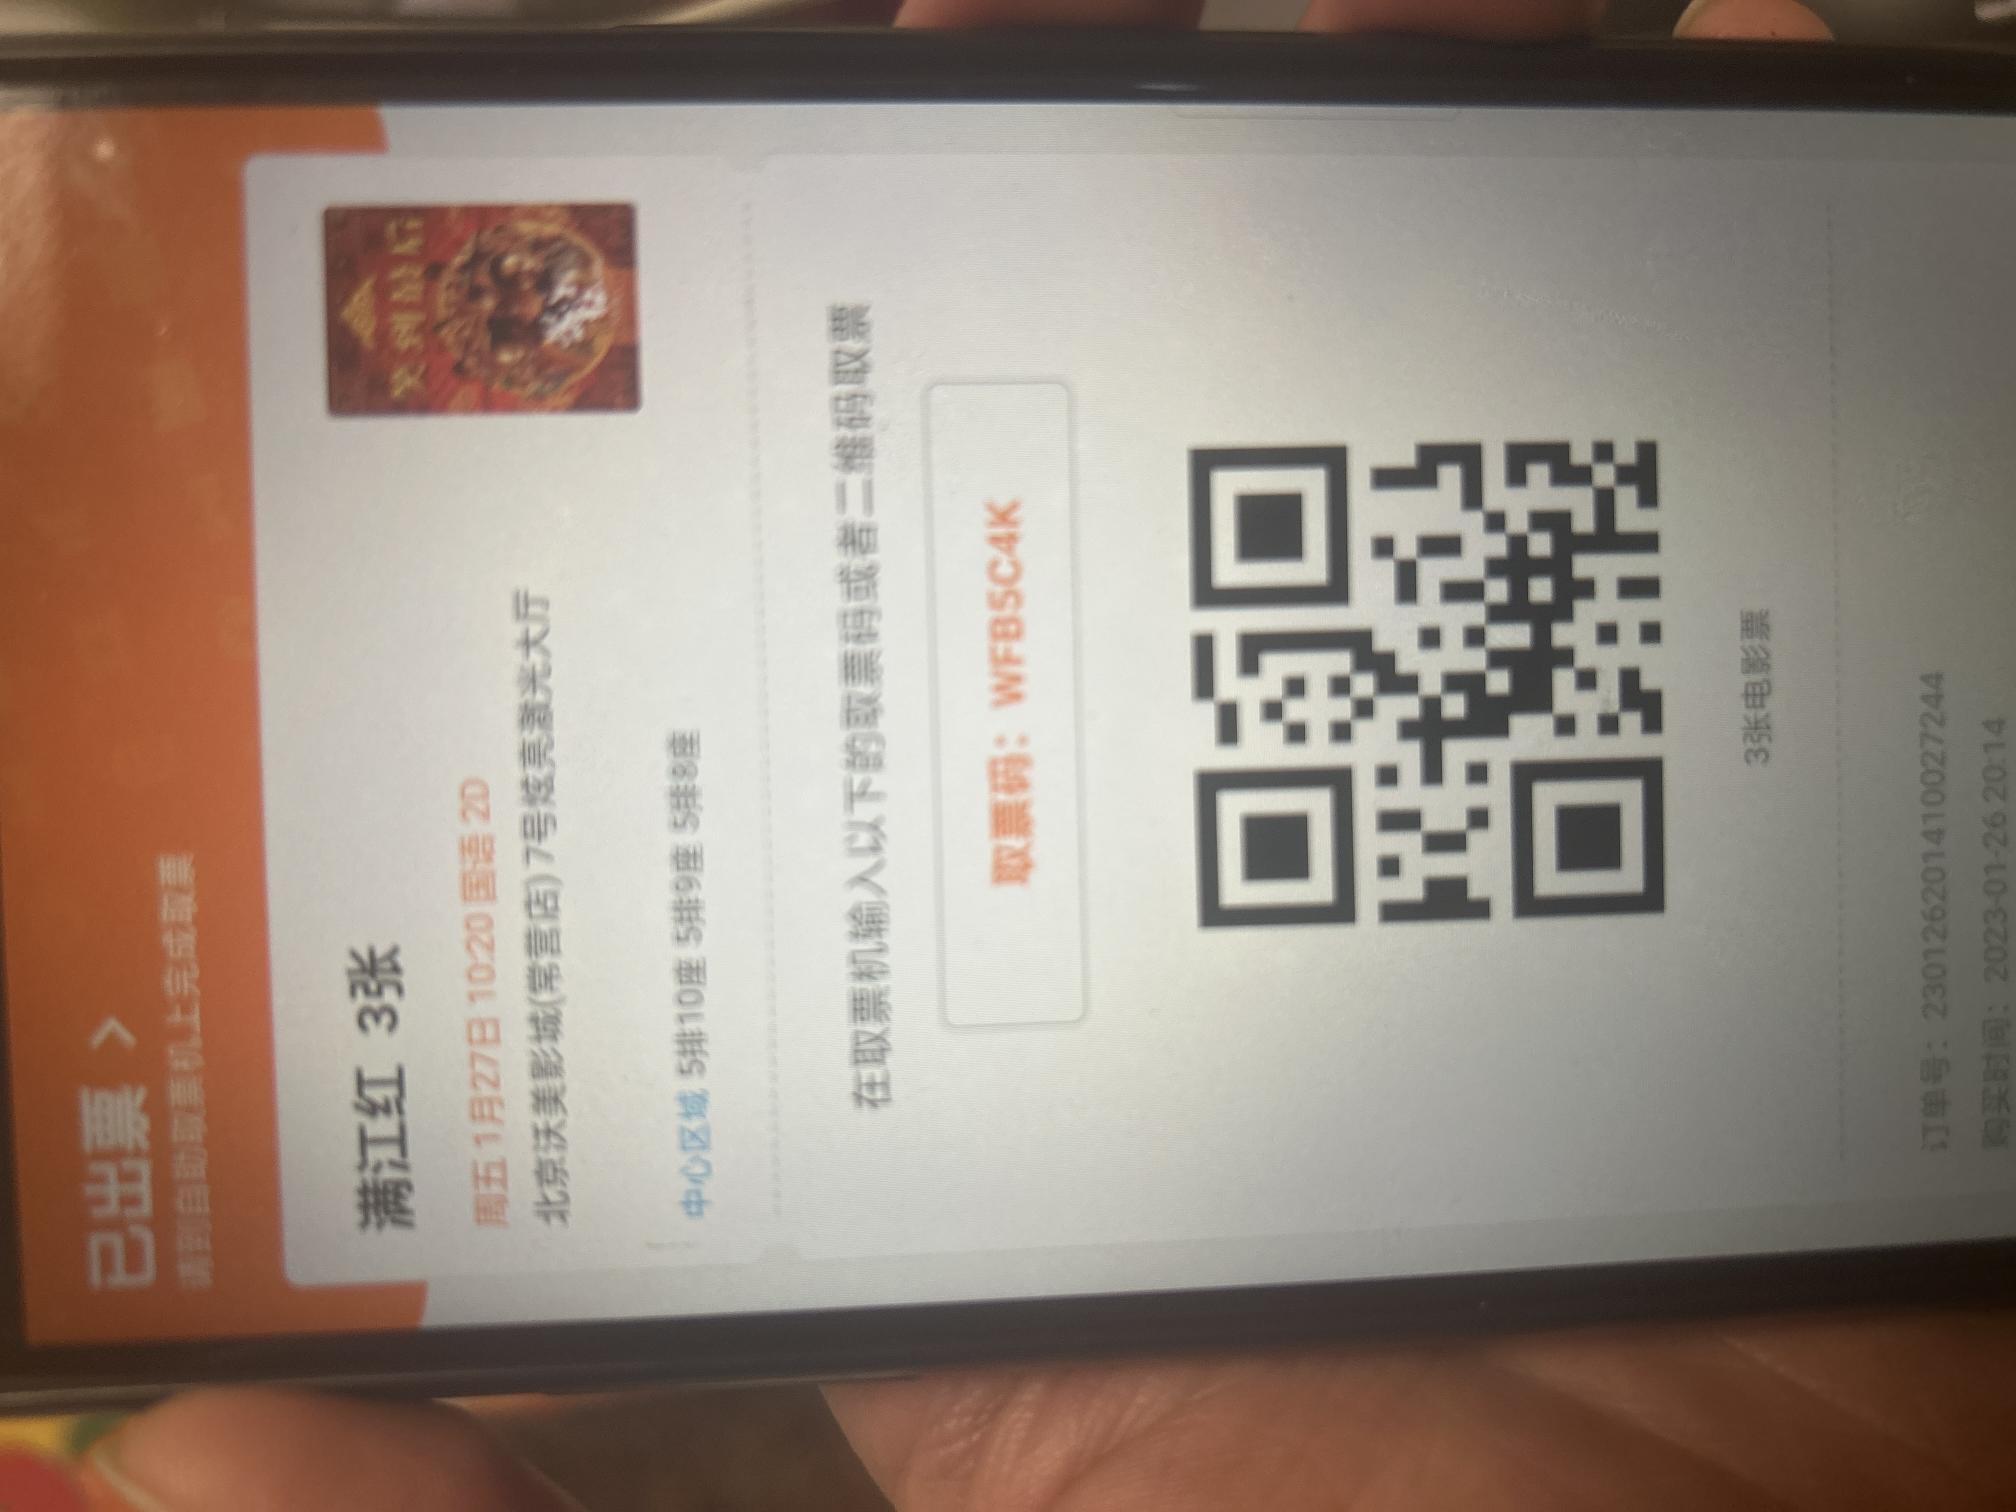 已出票 >
请到自助取票机上完成取票
满江红 3张
周五 1月27日 10:20 国语 2D
北京沃美影城(常营店) 7号炫亮激光大厅
中心区域 5排10座 5排9座 5排8座
笑到最后
在取票机输入以下的取票码或者二维码取票
取票码：WFB5C4K
3张电影票
订单号：230126201410027244
购买时间：2023-01-26 20:14